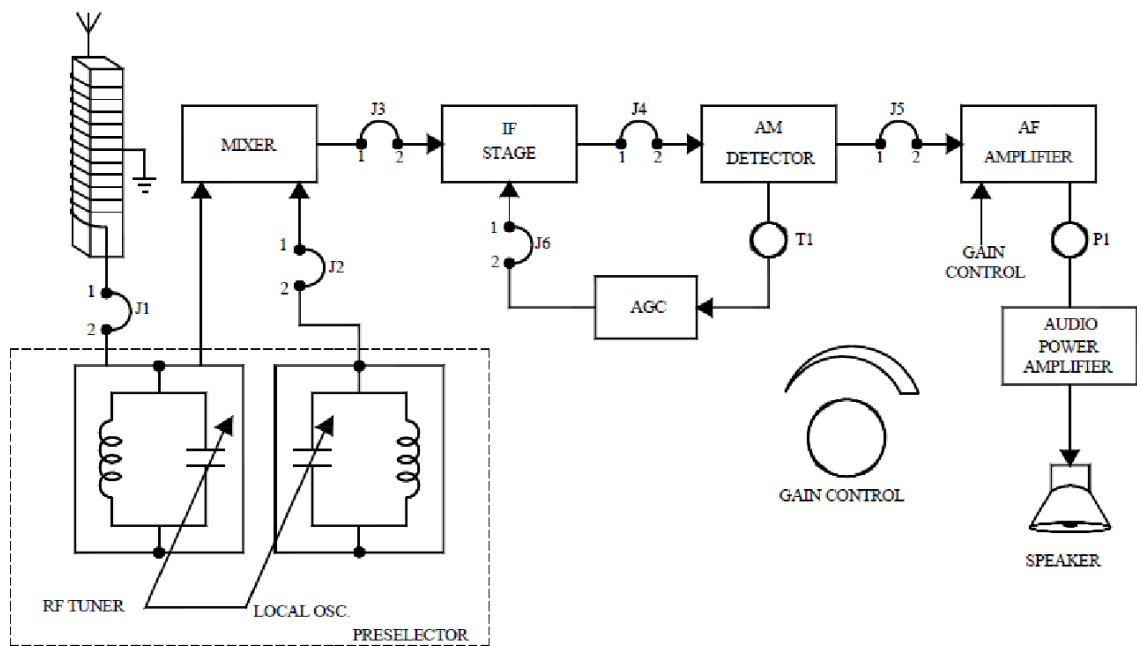 J3
J4
J5
MIXER
1
2
IF
STAGE
1
2
AM
DETECTOR
1
2
AF
AMPLIFIER
1
J2
2
1
J6
2
T1
GAIN
CONTROL
P1
1
J1
2
AGC
AUDIO
POWER
AMPLIFIER
GAIN CONTROL
SPEAKER
RF TUNER
LOCAL OSC.
PRESELECTOR